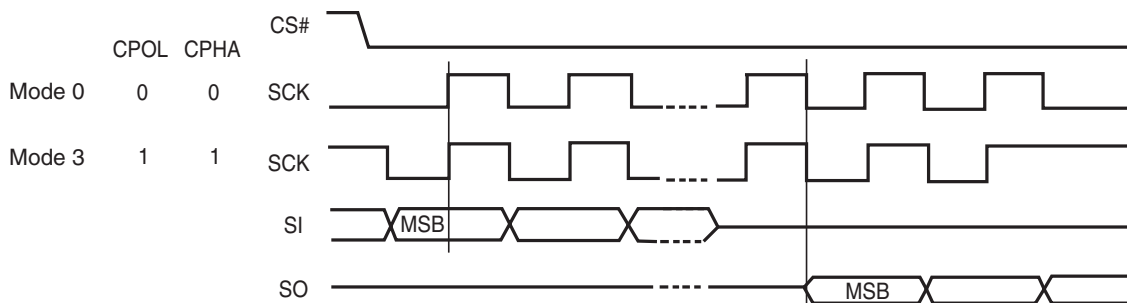 CS#
CPOL CPHA
Mode 0 0 0 SCK
Mode 3 1 1 SCK
SI MSB
SO MSB